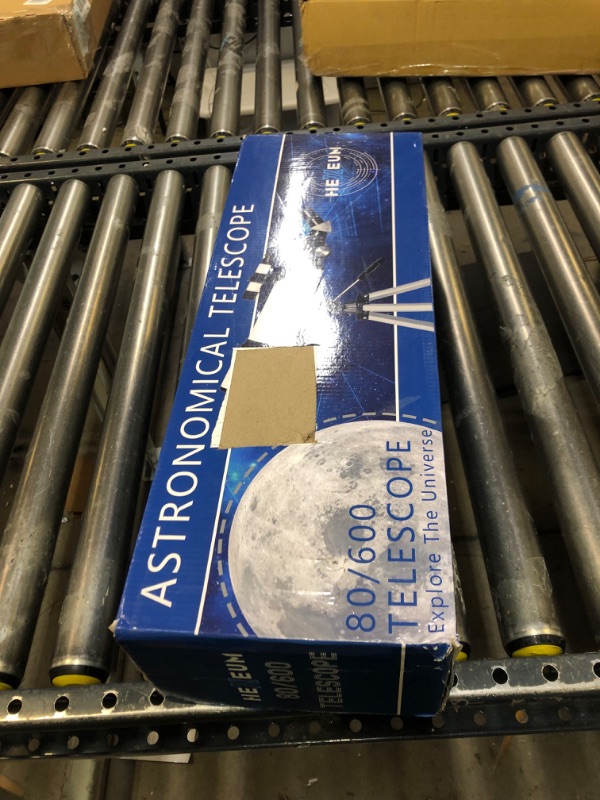 ASTRONOMICAL TELESCOPE
80/600
TELESCOPE
Explore The Universe
80/600
TELESCOPE